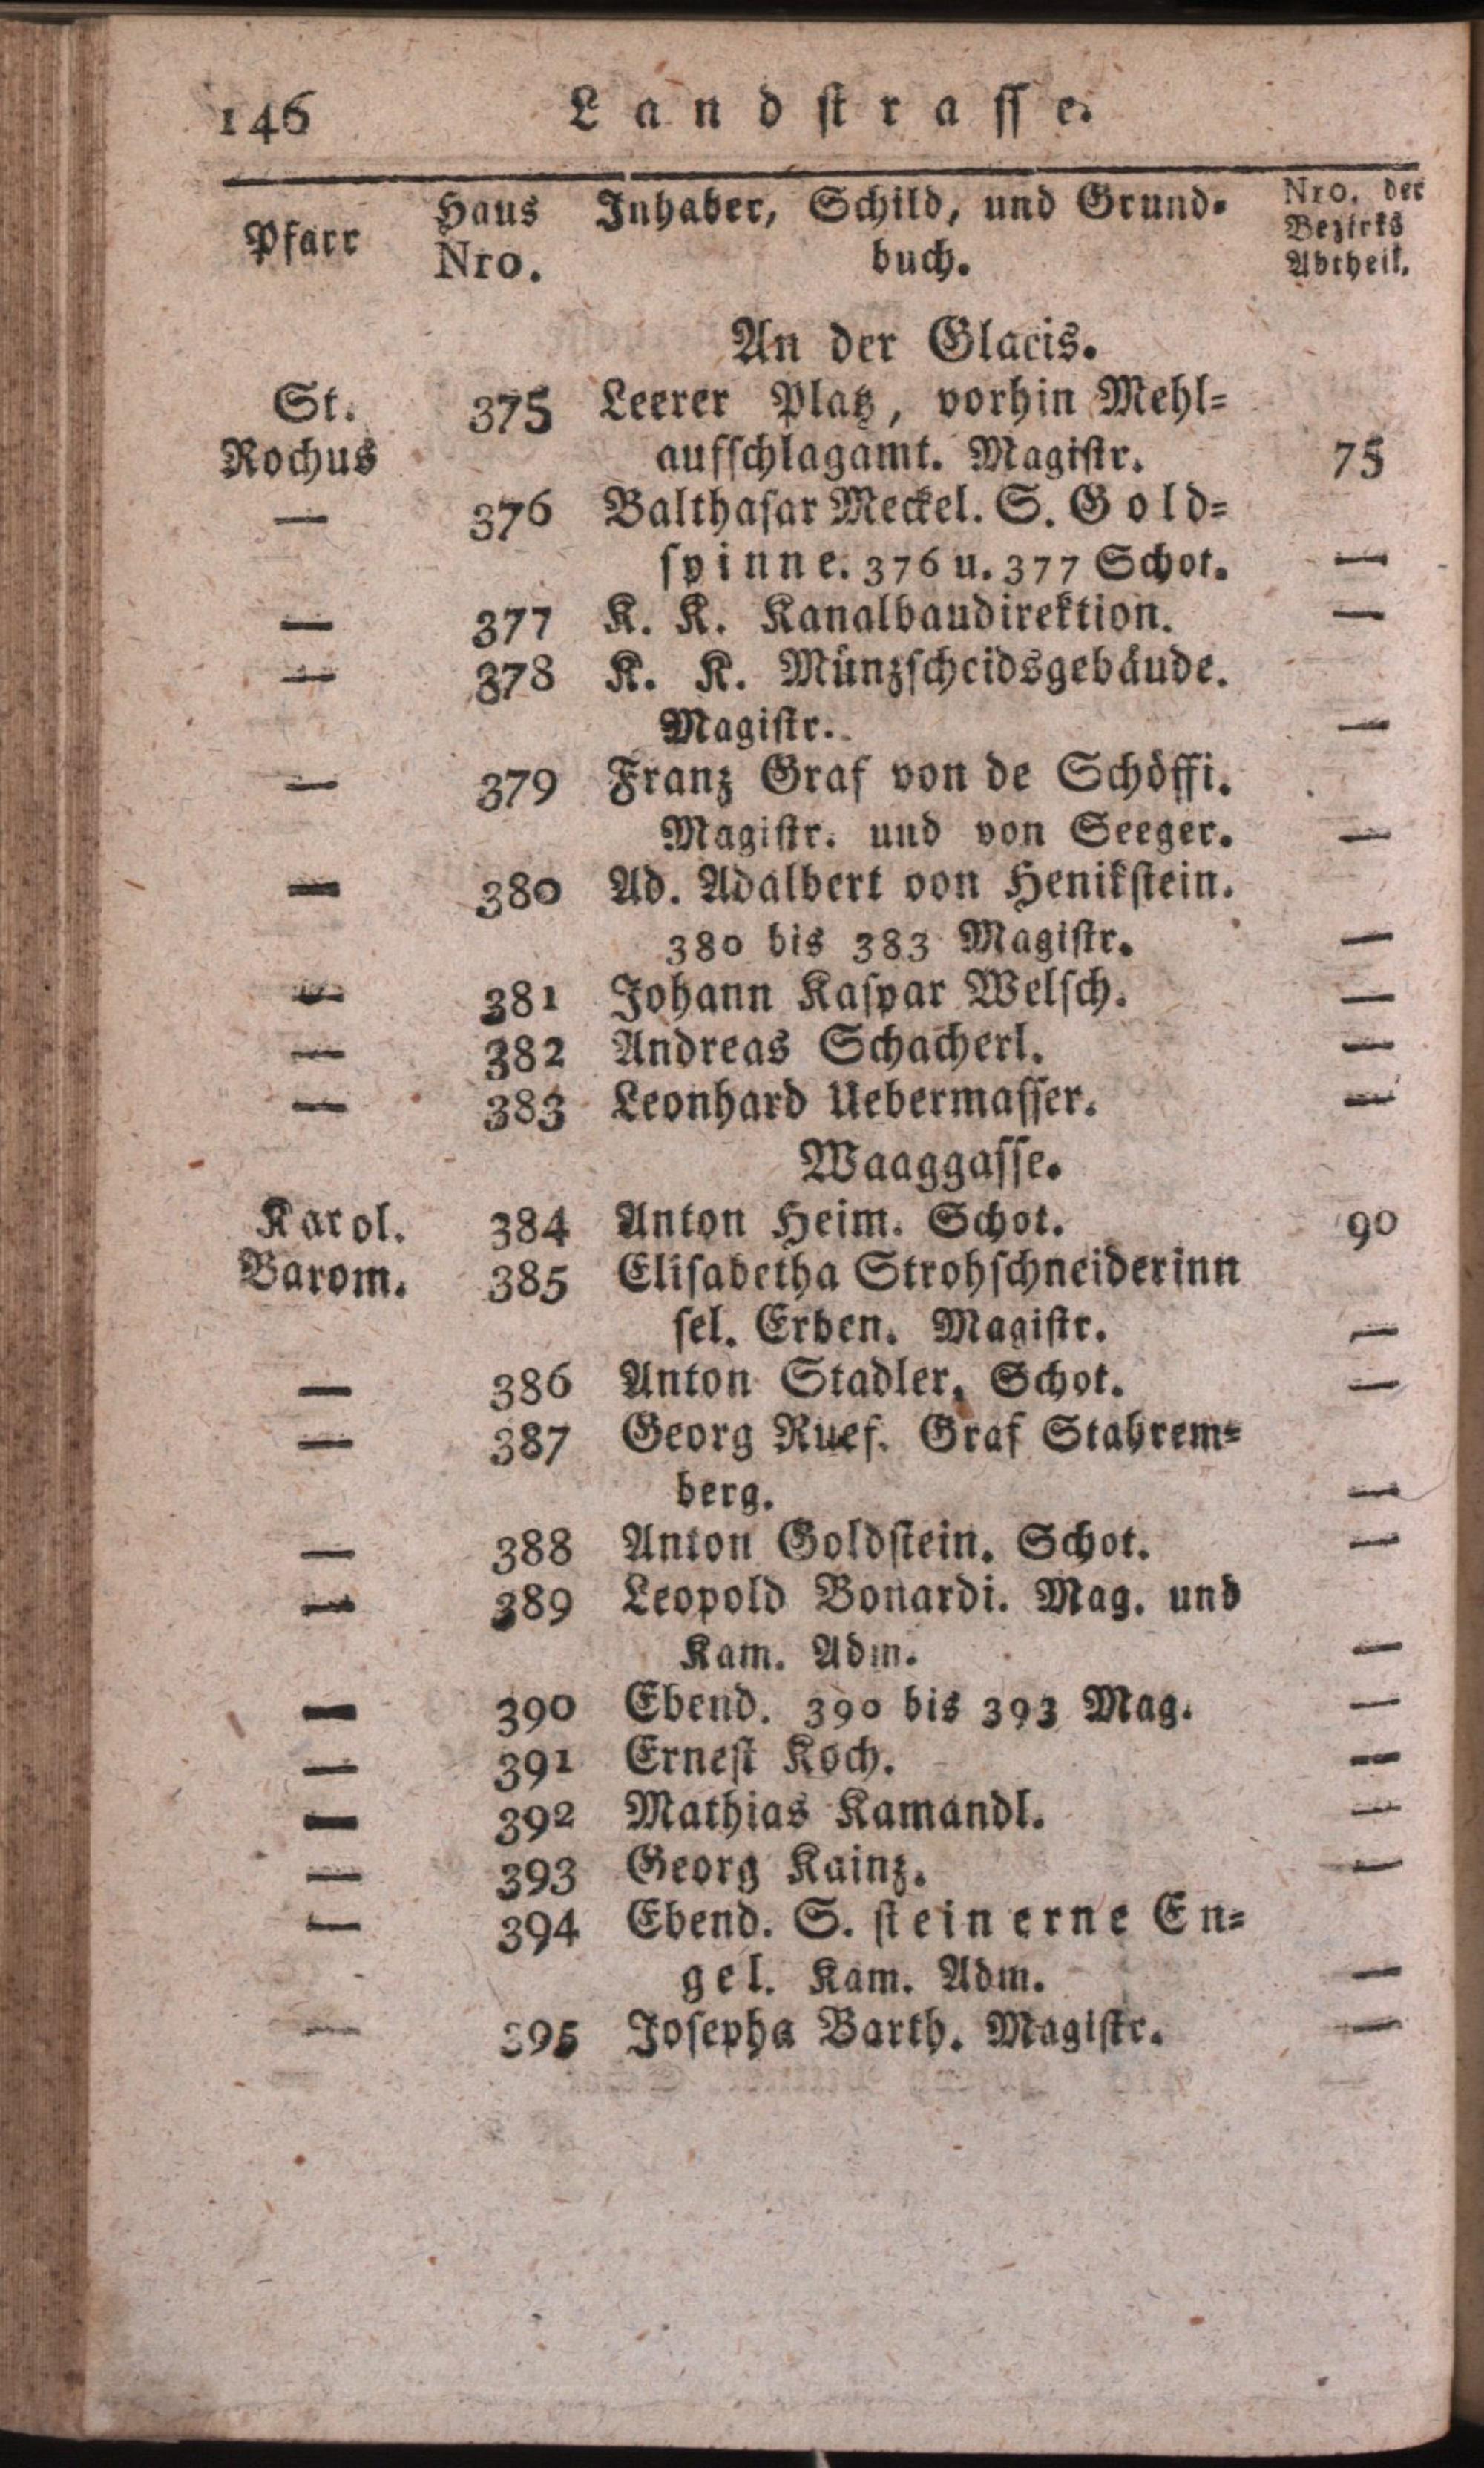 146 Landstrasse.
Pfarr Haus Nro. Inhaber, Schild, und Grund-
buch. Nro. der Bezirks Abtheil.
An der Glacis.
St. 375 Leerer Platz, vorhin Mehl-
Rochus aufschlagamt. Magistr. 75
— 376 Balthasar Meckel. S. Gold-
spinne. 376 u. 377 Schot. —
— 377 K. K. Kanalbaudirektion. —
— 378 K. K. Münzscheidsgebäude.
Magistr. —
— 379 Franz Graf von de Schöffi.
Magistr. und von Seeger. —
— 380 Ad. Adalbert von Henikstein.
380 bis 383 Magistr. —
— 381 Johann Kaspar Welsch. —
— 382 Andreas Schacherl. —
— 383 Leonhard Uebermasser. —
Waaggasse.
Karol. 384 Anton Heim. Schot. 90
Barom. 385 Elisabetha Strohschneiderinn
sel. Erben. Magistr. —
— 386 Anton Stadler. Schot. —
— 387 Georg Ruef. Graf Stahrem-
berg. —
— 388 Anton Goldstein. Schot. —
— 389 Leopold Bonardi. Mag. und
Kam. Adm. —
— 390 Ebend. 390 bis 393 Mag. —
— 391 Ernest Koch. —
— 392 Mathias Kamandl. —
— 393 Georg Kainz. —
— 394 Ebend. S. steinerne En-
gel. Kam. Adm. —
— 395 Josepha Barth. Magistr. —